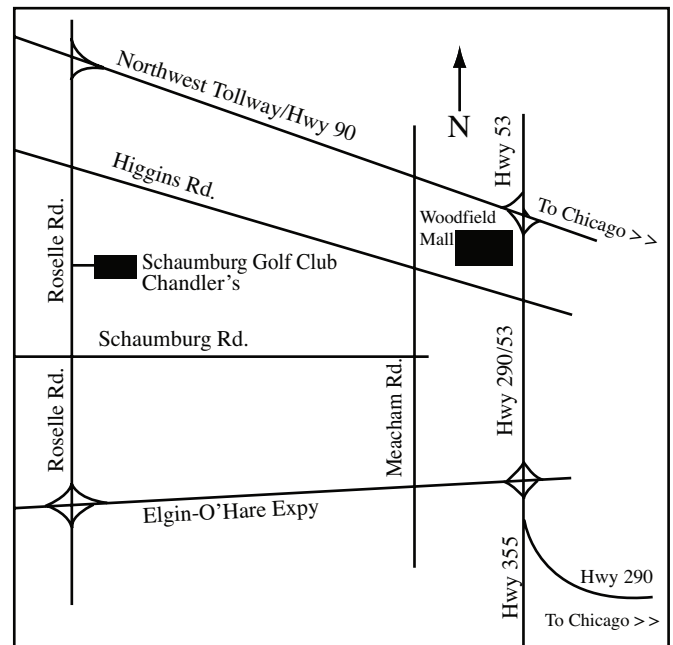 Northwest Tollway/Hwy 90
N
Hwy 53
Higgins Rd.
To Chicago >>
Woodfield
Mall
Roselle Rd.
Schaumburg Golf Club
Chandler's
Schaumburg Rd.
Hwy 290/53
Roselle Rd.
Meacham Rd.
Elgin-O'Hare Expy
Hwy 355
Hwy 290
To Chicago >>